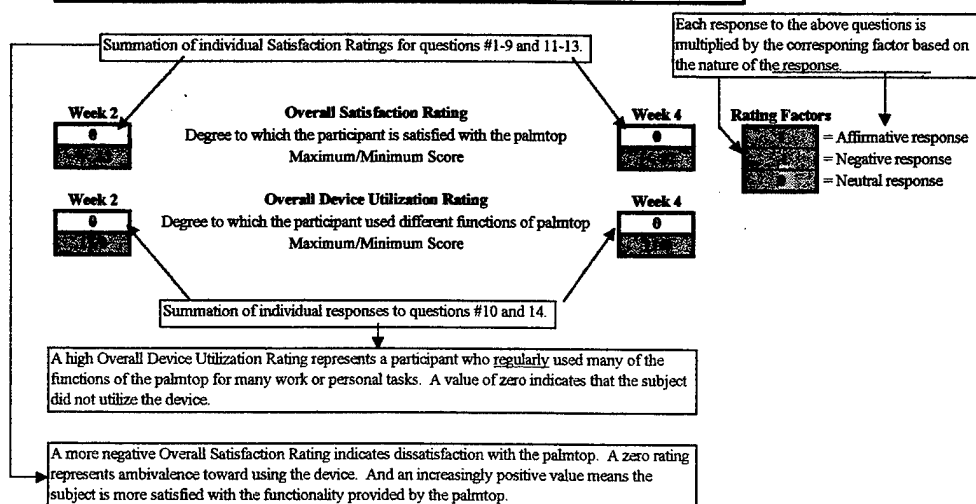 Each response to the above questions is
multiplied by the corresponing factor based on
the nature of the response.
Summation of individual Satisfaction Ratings for questions #1-9 and 11-13.
Week 2
Overall Satisfaction Rating
Week 4
Rating Factors
0
Degree to which the participant is satisfied with the palmtop
0
= Affirmative response
Maximum/Minimum Score
= Negative response
0 = Neutral response
Week 2
Overall Device Utilization Rating
Week 4
0
Degree to which the participant used different functions of palmtop
0
Maximum/Minimum Score
Summation of individual responses to questions #10 and 14.
A high Overall Device Utilization Rating represents a participant who regularly used many of the
functions of the palmtop for many work or personal tasks. A value of zero indicates that the subject
did not utilize the device.
A more negative Overall Satisfaction Rating indicates dissatisfaction with the palmtop. A zero rating
represents ambivalence toward using the device. And an increasingly positive value means the
subject is more satisfied with the functionality provided by the palmtop.